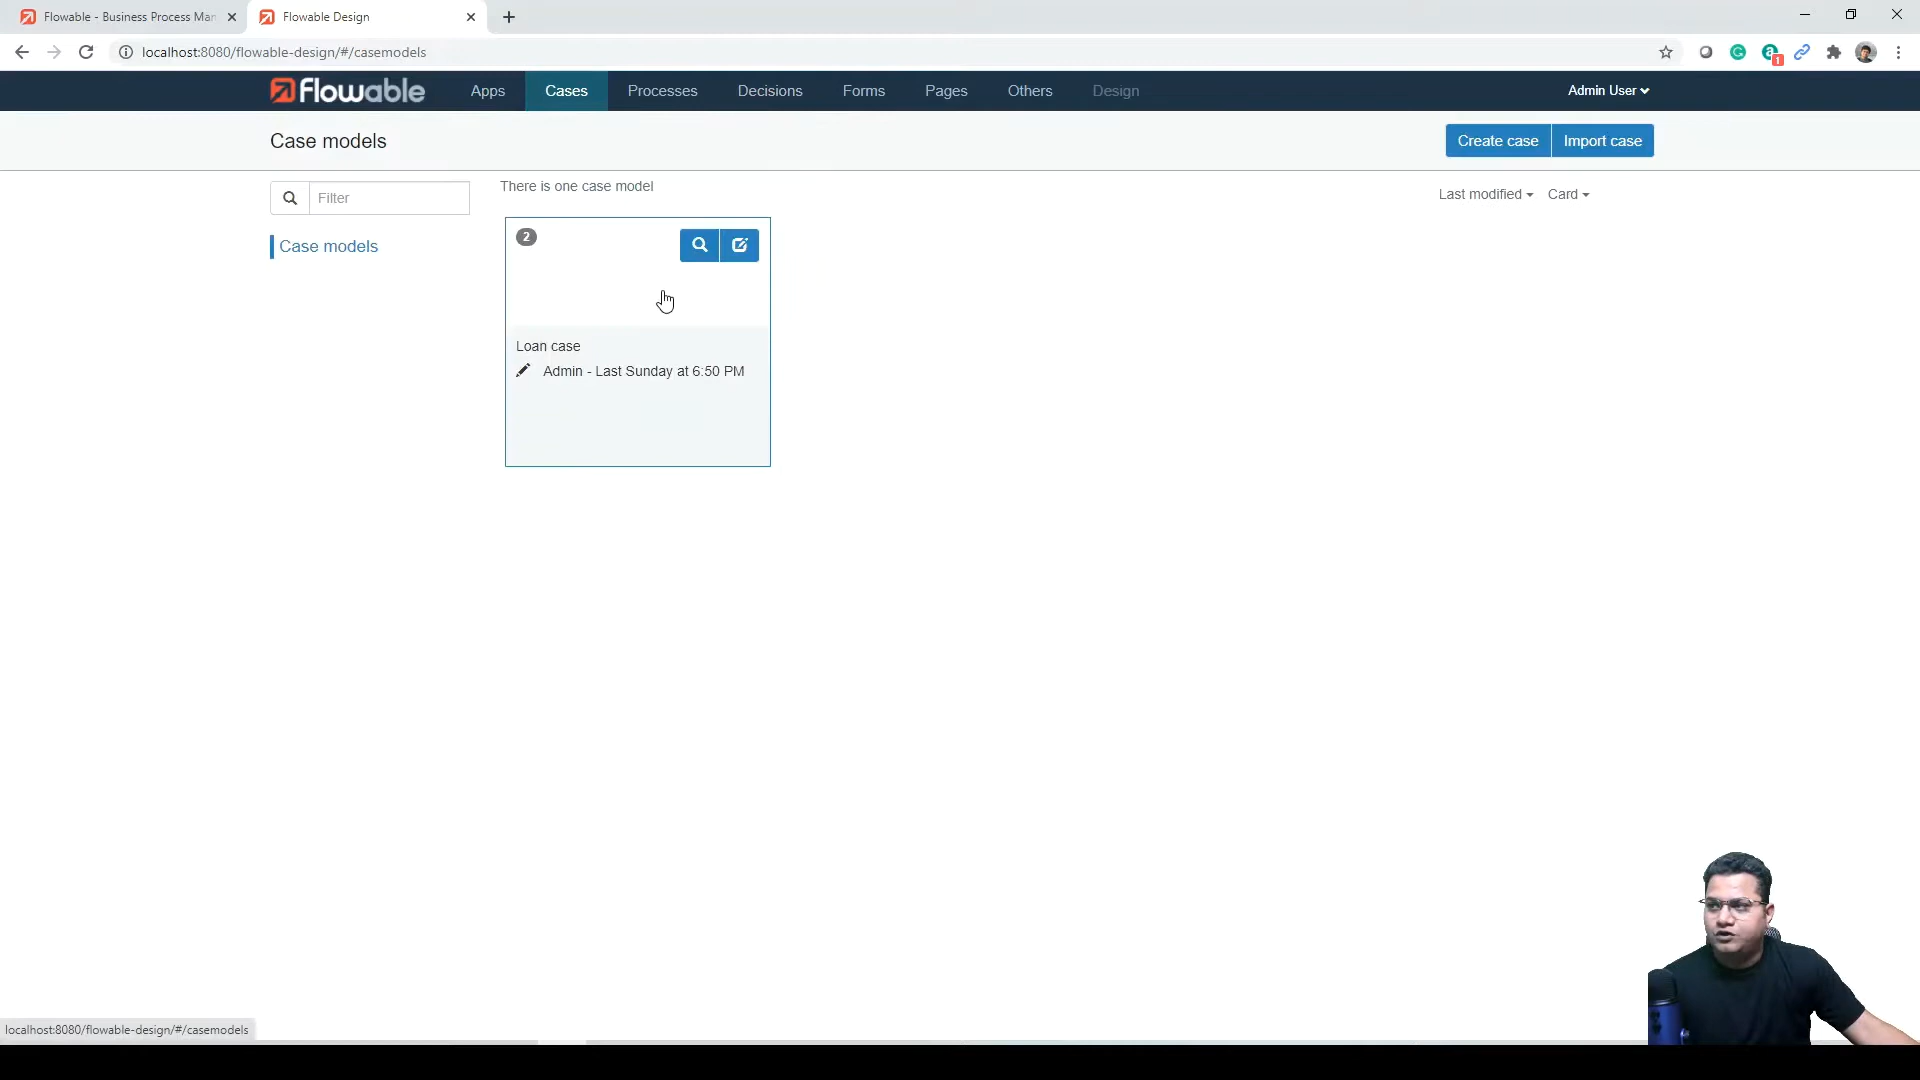 Flowable - Business Process Mar
Flowable Design
localhost:8080/flowable-design/#/casemodels
1
flowable
Apps
Cases
Processes
Decisions
Forms
Pages
Others
Design
Admin User
Case models
Create case
Import case
Filter
There is one case model
Last modified
Card
Case models
2
Loan case
Admin - Last Sunday at 6:50 PM
localhost:8080/flowable-design/#/casemodels